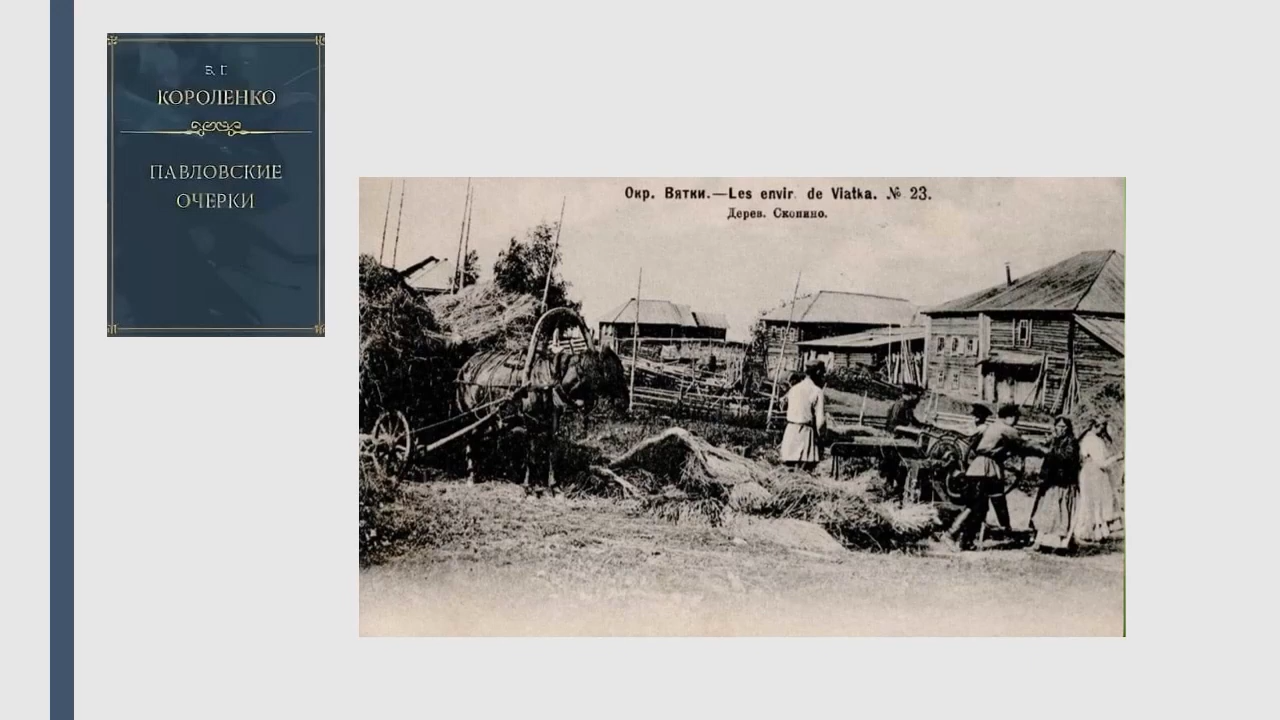 В. Г.
КОРОЛЕНКО
ПАВЛОВСКИЕ
ОЧЕРКИ
Окр. Вятки.—Les envir. de Viatka. № 23.
Дерев. Скопино.